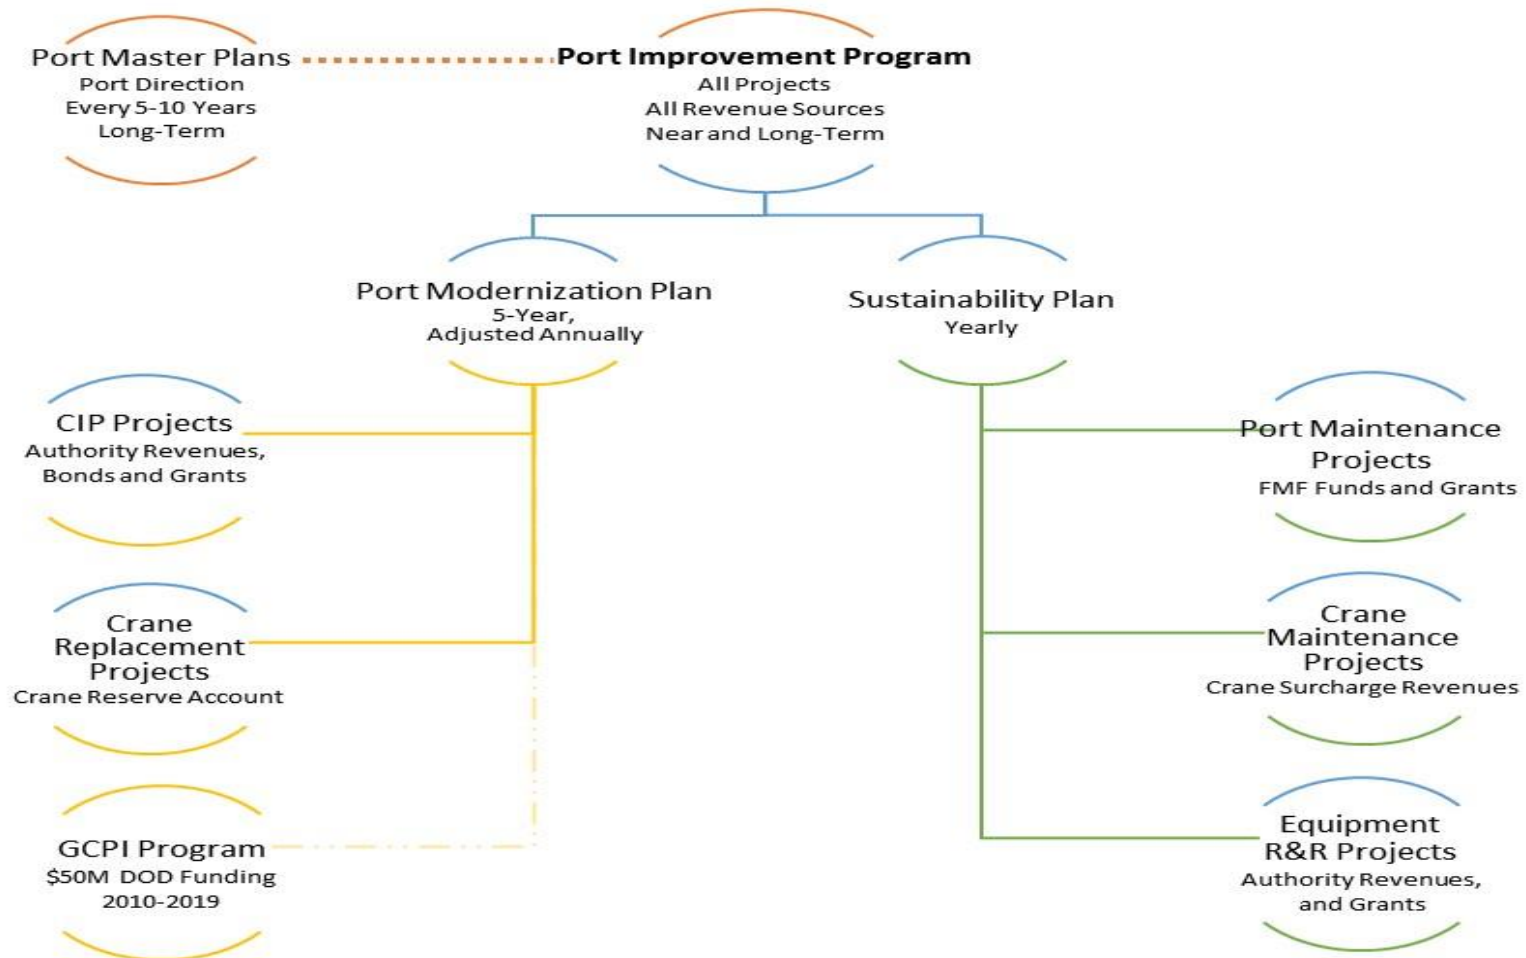 Port Master Plans
Port Direction
Every 5-10 Years
Long-Term
Port Improvement Program
All Projects
All Revenue Sources
Near and Long-Term
Port Modernization Plan
5-Year,
Adjusted Annually
Sustainability Plan
Yearly
CIP Projects
Authority Revenues,
Bonds and Grants
Crane
Replacement
Projects
Crane Reserve Account
GCPI Program
$50M DOD Funding
2010-2019
Port Maintenance
Projects
FMF Funds and Grants
Crane
Maintenance
Projects
Crane Surcharge Revenues
Equipment
R&R Projects
Authority Revenues,
and Grants